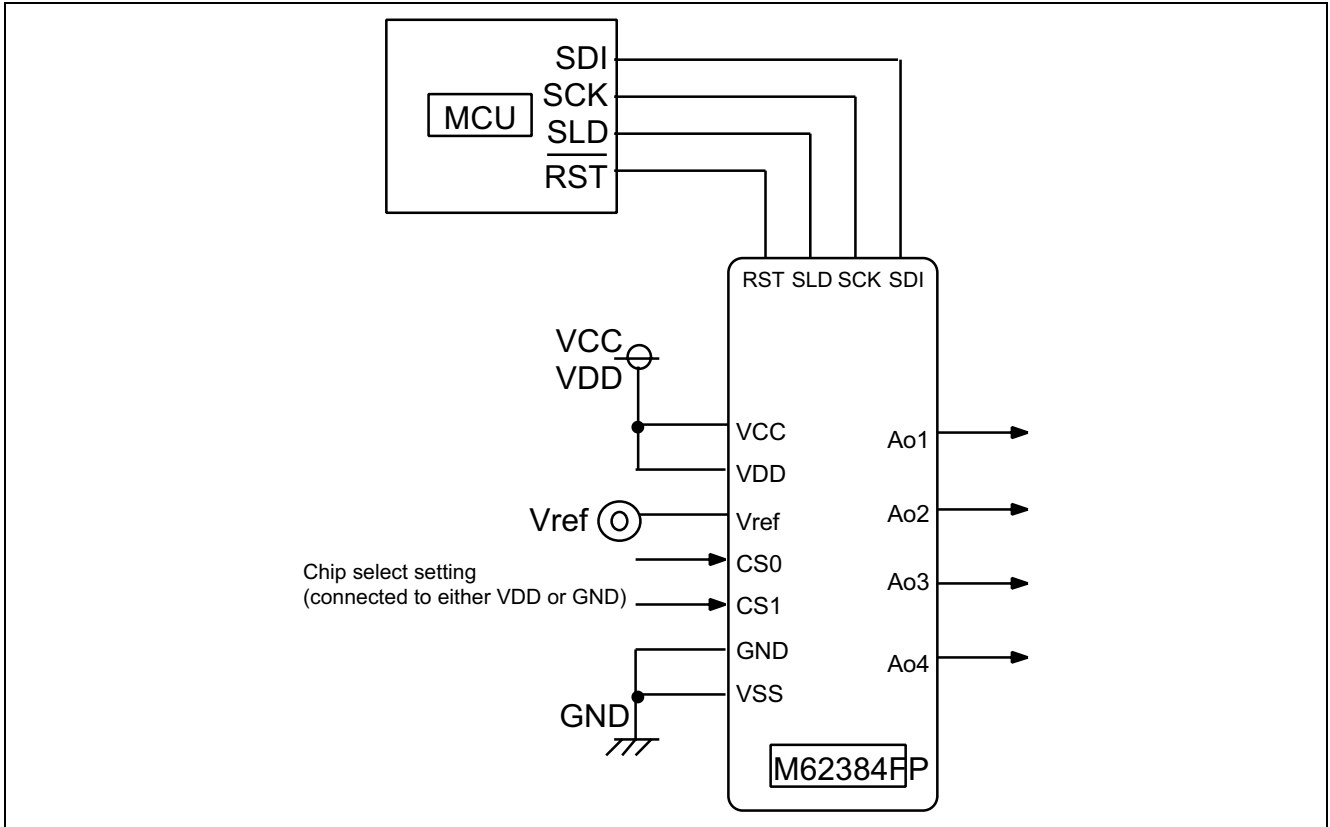 SDI
SCK
MCU
SLD
RST
RST SLD SCK SDI
VCC
VDD
VCC
VDD
Vref
Vref
CS0
Chip select setting
(connected to either VDD or GND)
CS1
GND
VSS
GND
Ao1
Ao2
Ao3
Ao4
M62384FP